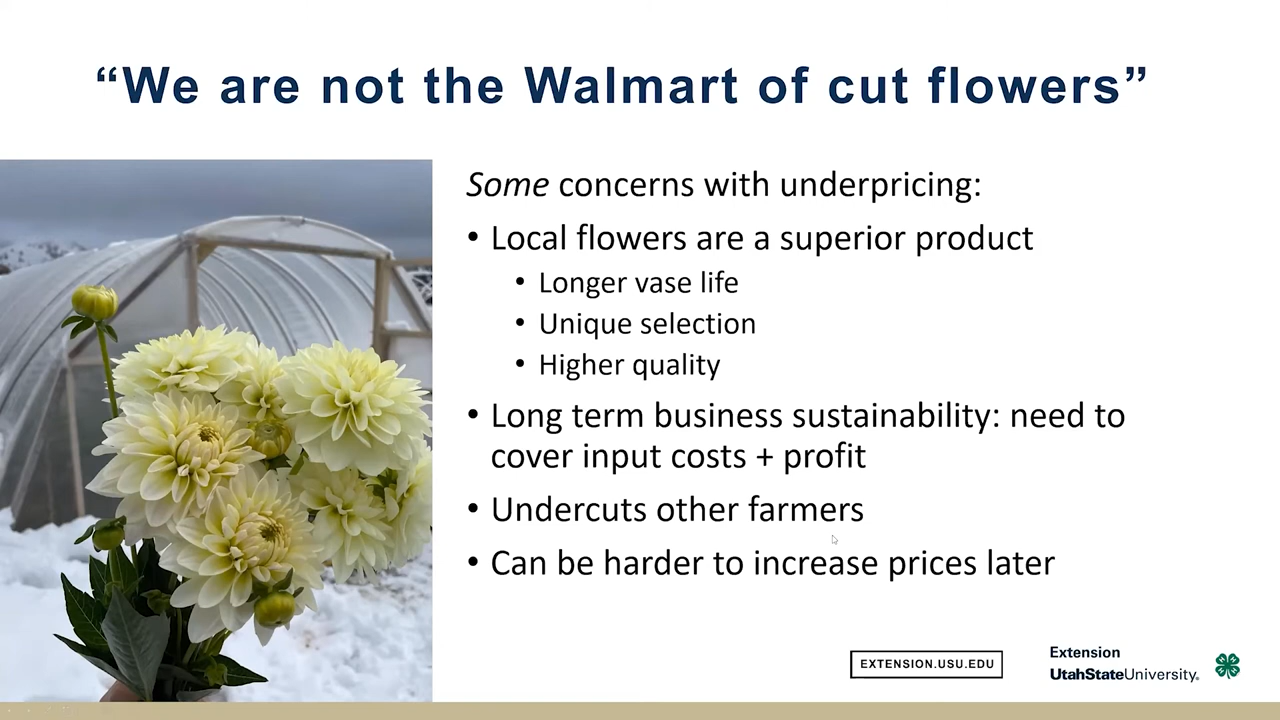 “We are not the Walmart of cut flowers”
Some concerns with underpricing:
• Local flowers are a superior product
• Longer vase life
• Unique selection
• Higher quality
• Long term business sustainability: need to
cover input costs + profit
• Undercuts other farmers
• Can be harder to increase prices later
EXTENSION.USU.EDU
Extension
UtahStateUniversity.